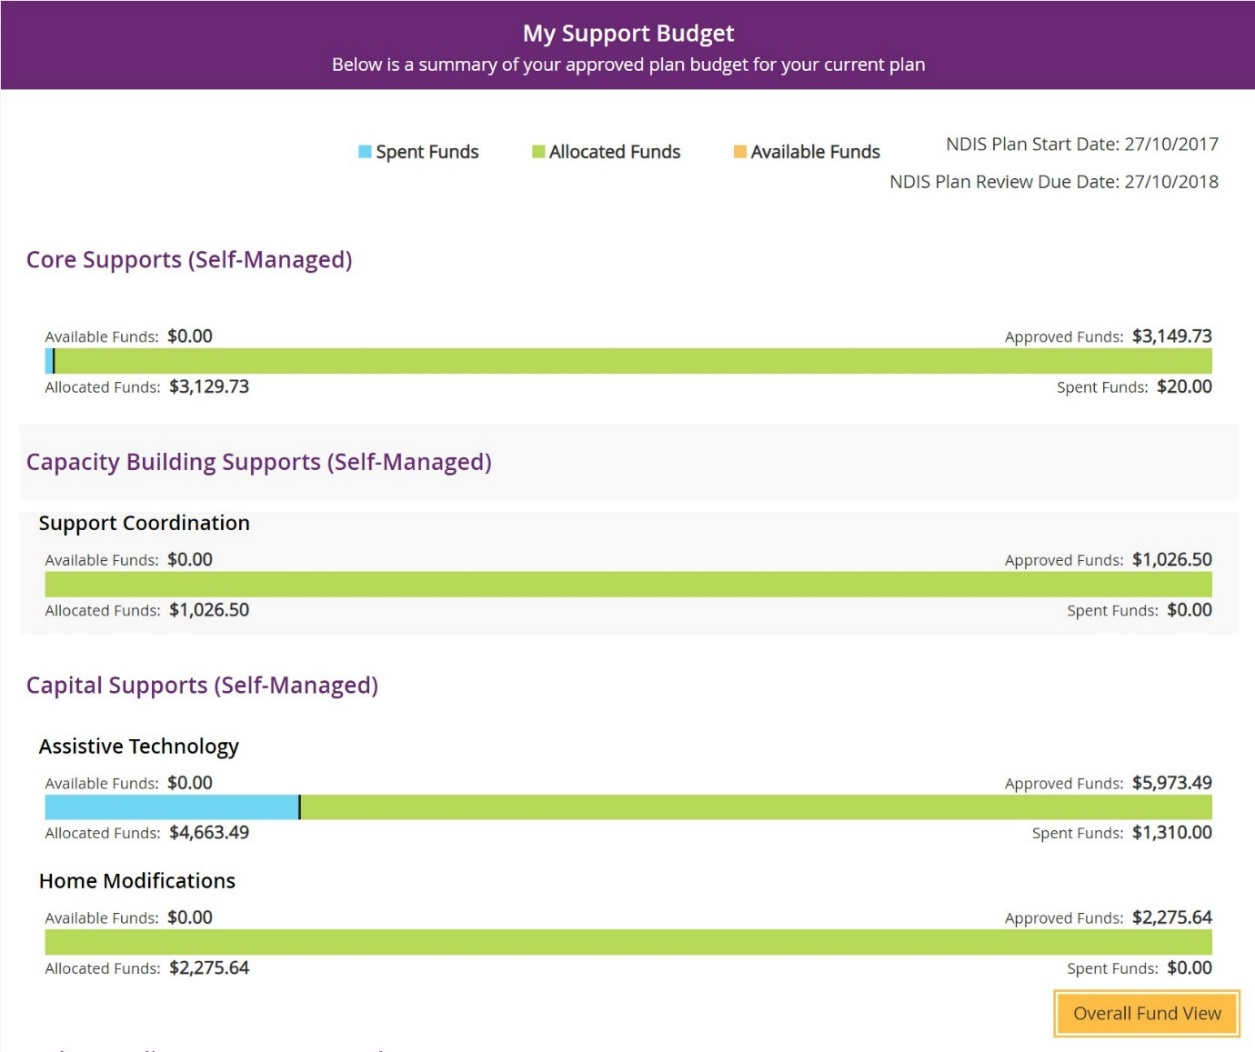 My Support Budget
Below is a summary of your approved plan budget for your current plan
Spent Funds Allocated Funds Available Funds NDIS Plan Start Date: 27/10/2017
NDIS Plan Review Due Date: 27/10/2018
Core Supports (Self-Managed)
Available Funds: $0.00 Approved Funds: $3,149.73
Allocated Funds: $3,129.73 Spent Funds: $20.00
Capacity Building Supports (Self-Managed)
Support Coordination
Available Funds: $0.00 Approved Funds: $1,026.50
Allocated Funds: $1,026.50 Spent Funds: $0.00
Capital Supports (Self-Managed)
Assistive Technology
Available Funds: $0.00 Approved Funds: $5,973.49
Allocated Funds: $4,663.49 Spent Funds: $1,310.00
Home Modifications
Available Funds: $0.00 Approved Funds: $2,275.64
Allocated Funds: $2,275.64 Spent Funds: $0.00
Overall Fund View